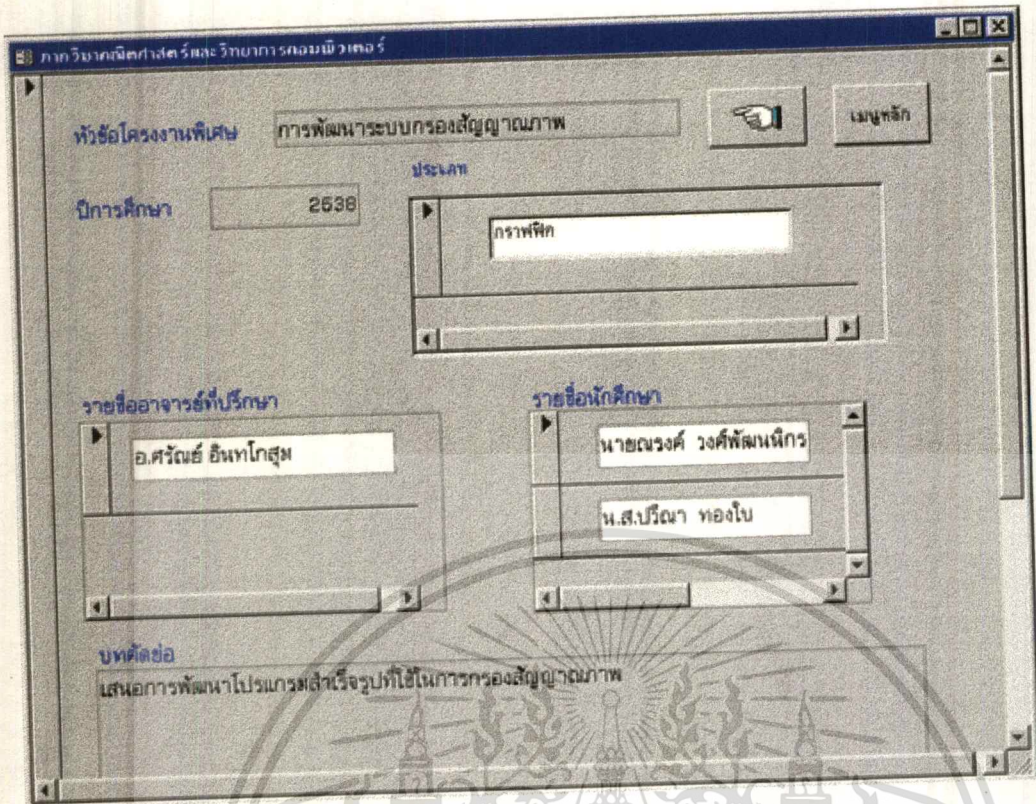 ภาควิชาคณิตศาสตร์และวิทยาการคอมพิวเตอร์
หัวข้อโครงงานพิเศษ การพัฒนาระบบกรองสัญญาณภาพ เมนูหลัก
ประเภท
ปีการศึกษา 2538
กราฟฟิค
รายชื่ออาจารย์ที่ปรึกษา รายชื่อนักศึกษา
อ.ศรัณย์ อินทโกสุม นายณรงค์ วงศ์พัฒนนิกร
น.ส.ปวีณา ทองใบ
บทคัดย่อ
เสนอการพัฒนาโปรแกรมสำเร็จรูปที่ใช้ในการกรองสัญญาณภาพ